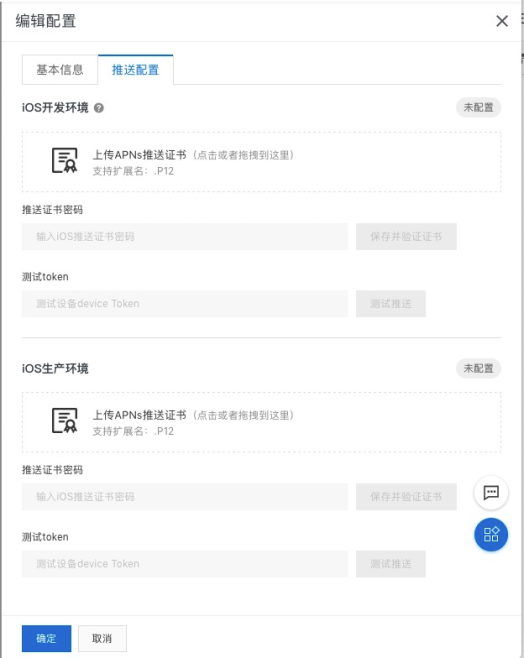 编辑配置
基本信息
推送配置
iOS开发环境
未配置
上传APNs推送证书（点击或者拖拽到这里）
支持扩展名：.P12
推送证书密码
输入iOS推送证书密码
保存并验证证书
测试token
测试设备device Token
测试推送
iOS生产环境
未配置
上传APNs推送证书（点击或者拖拽到这里）
支持扩展名：.P12
推送证书密码
输入iOS推送证书密码
保存并验证证书
测试token
测试设备device Token
测试推送
确定
取消